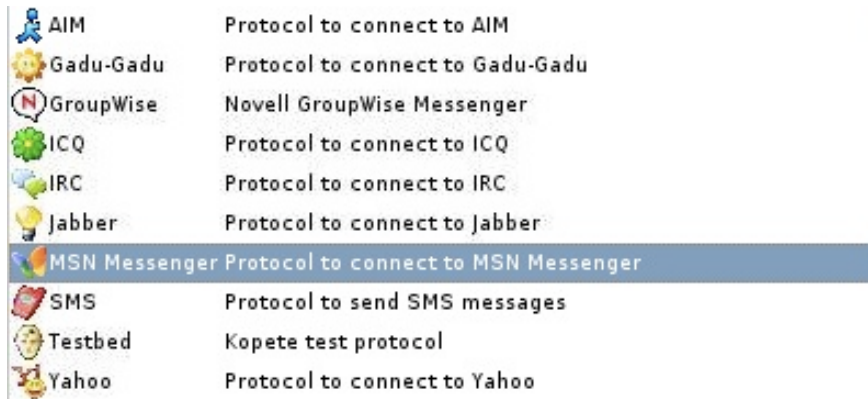 AIM Protocol to connect to AIM
Gadu-Gadu Protocol to connect to Gadu-Gadu
N GroupWise Novell GroupWise Messenger
ICQ Protocol to connect to ICQ
IRC Protocol to connect to IRC
Jabber Protocol to connect to Jabber
MSN Messenger Protocol to connect to MSN Messenger
SMS Protocol to send SMS messages
Testbed Kopete test protocol
Yahoo Protocol to connect to Yahoo